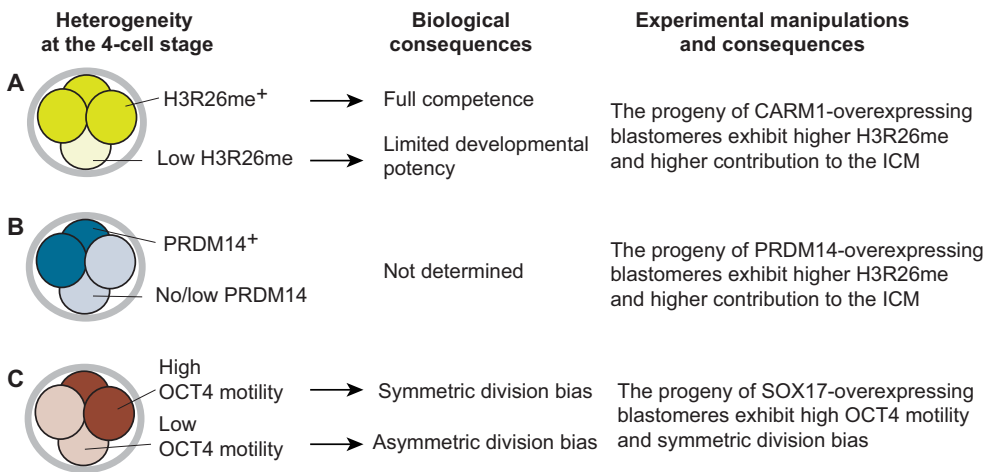 Heterogeneity
at the 4-cell stage
Biological
consequences
Experimental manipulations
and consequences
A
H3R26me+
Low H3R26me
Full competence
Limited developmental
potency
The progeny of CARM1-overexpressing
blastomeres exhibit higher H3R26me
and higher contribution to the ICM
B
PRDM14+
No/low PRDM14
Not determined
The progeny of PRDM14-overexpressing
blastomeres exhibit higher H3R26me
and higher contribution to the ICM
C
High
OCT4 motility
Low
OCT4 motility
Symmetric division bias
Asymmetric division bias
The progeny of SOX17-overexpressing
blastomeres exhibit high OCT4 motility
and symmetric division bias